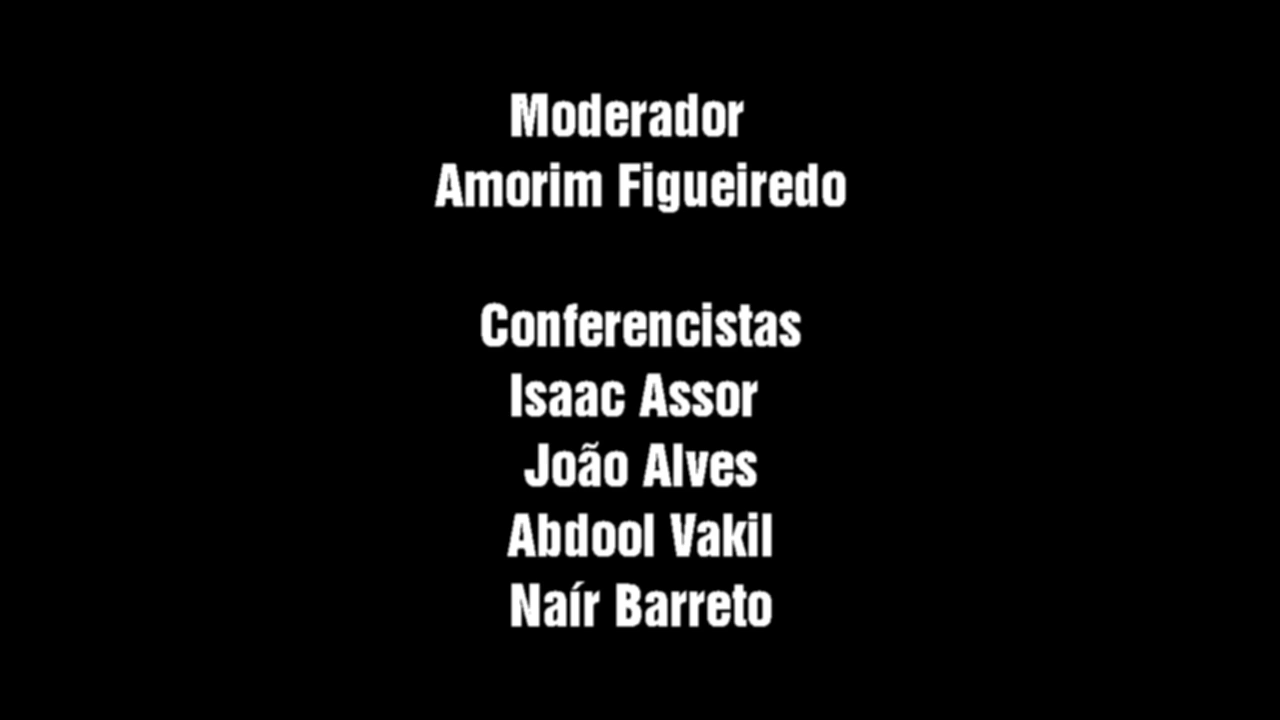 Moderador
Amorim Figueiredo
Conferencistas
Isaac Assor
João Alves
Abdool Vakil
Naír Barreto